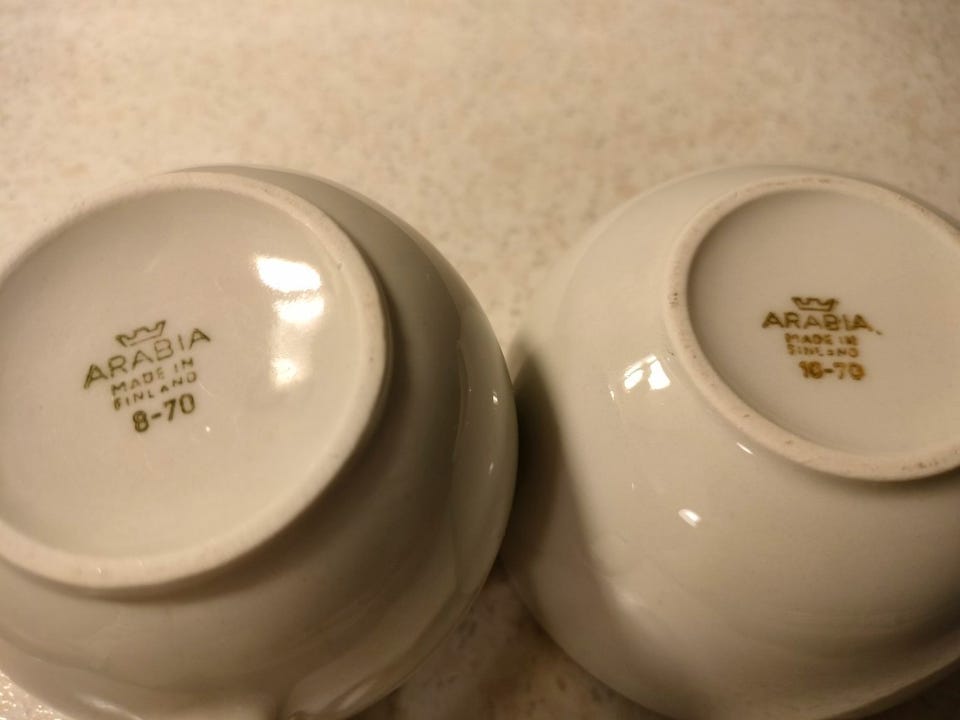 ARABIA
MADE IN
FINLAND
8-70
ARABIA
MADE IN
FINLAND
10-70